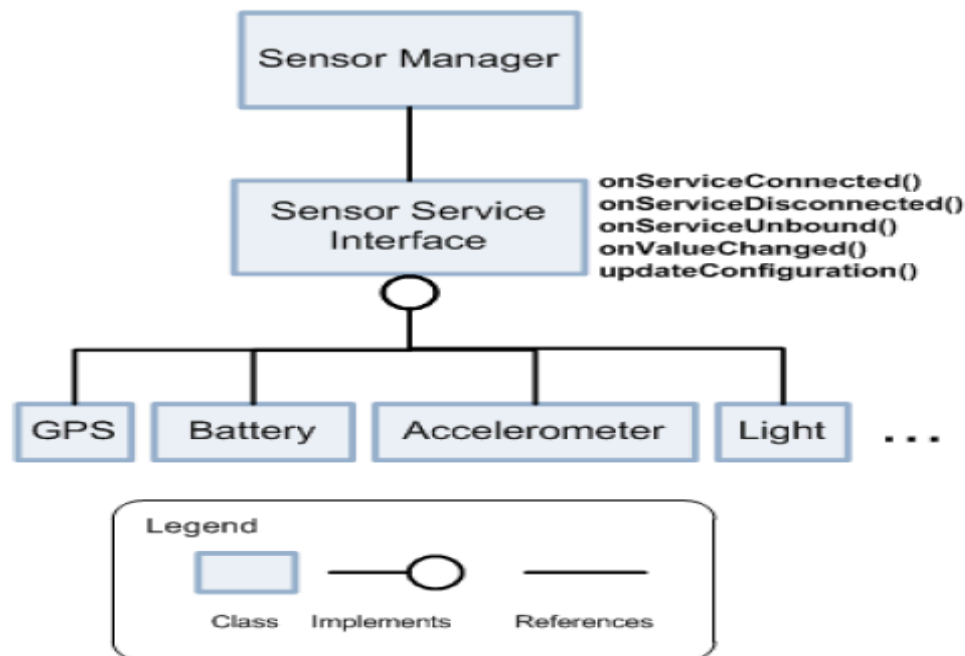 Sensor Manager
Sensor Service
Interface
onServiceConnected()
onServiceDisconnected()
onServiceUnbound()
onValueChanged()
updateConfiguration()
GPS
Battery
Accelerometer
Light
...
Legend
Class
Implements
References